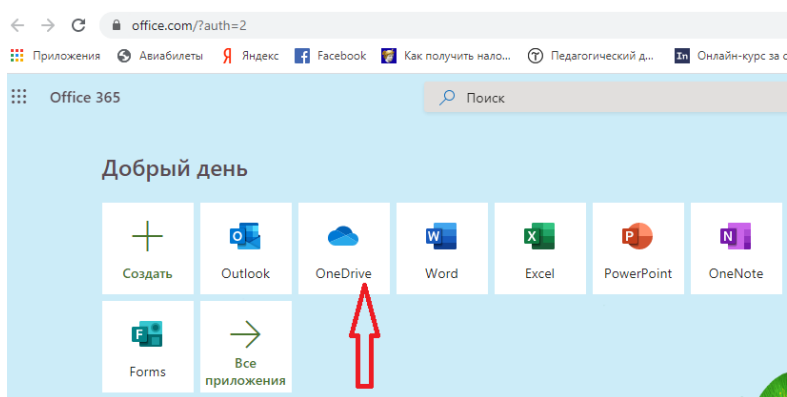 office.com/?auth=2
Приложения Авиабилеты Я Яндекс f Facebook Как получить нало... Педагогический д... In Онлайн-курс за с
Office 365 Поиск
Добрый день
Создать Outlook OneDrive Word Excel PowerPoint OneNote
Forms Все
приложения